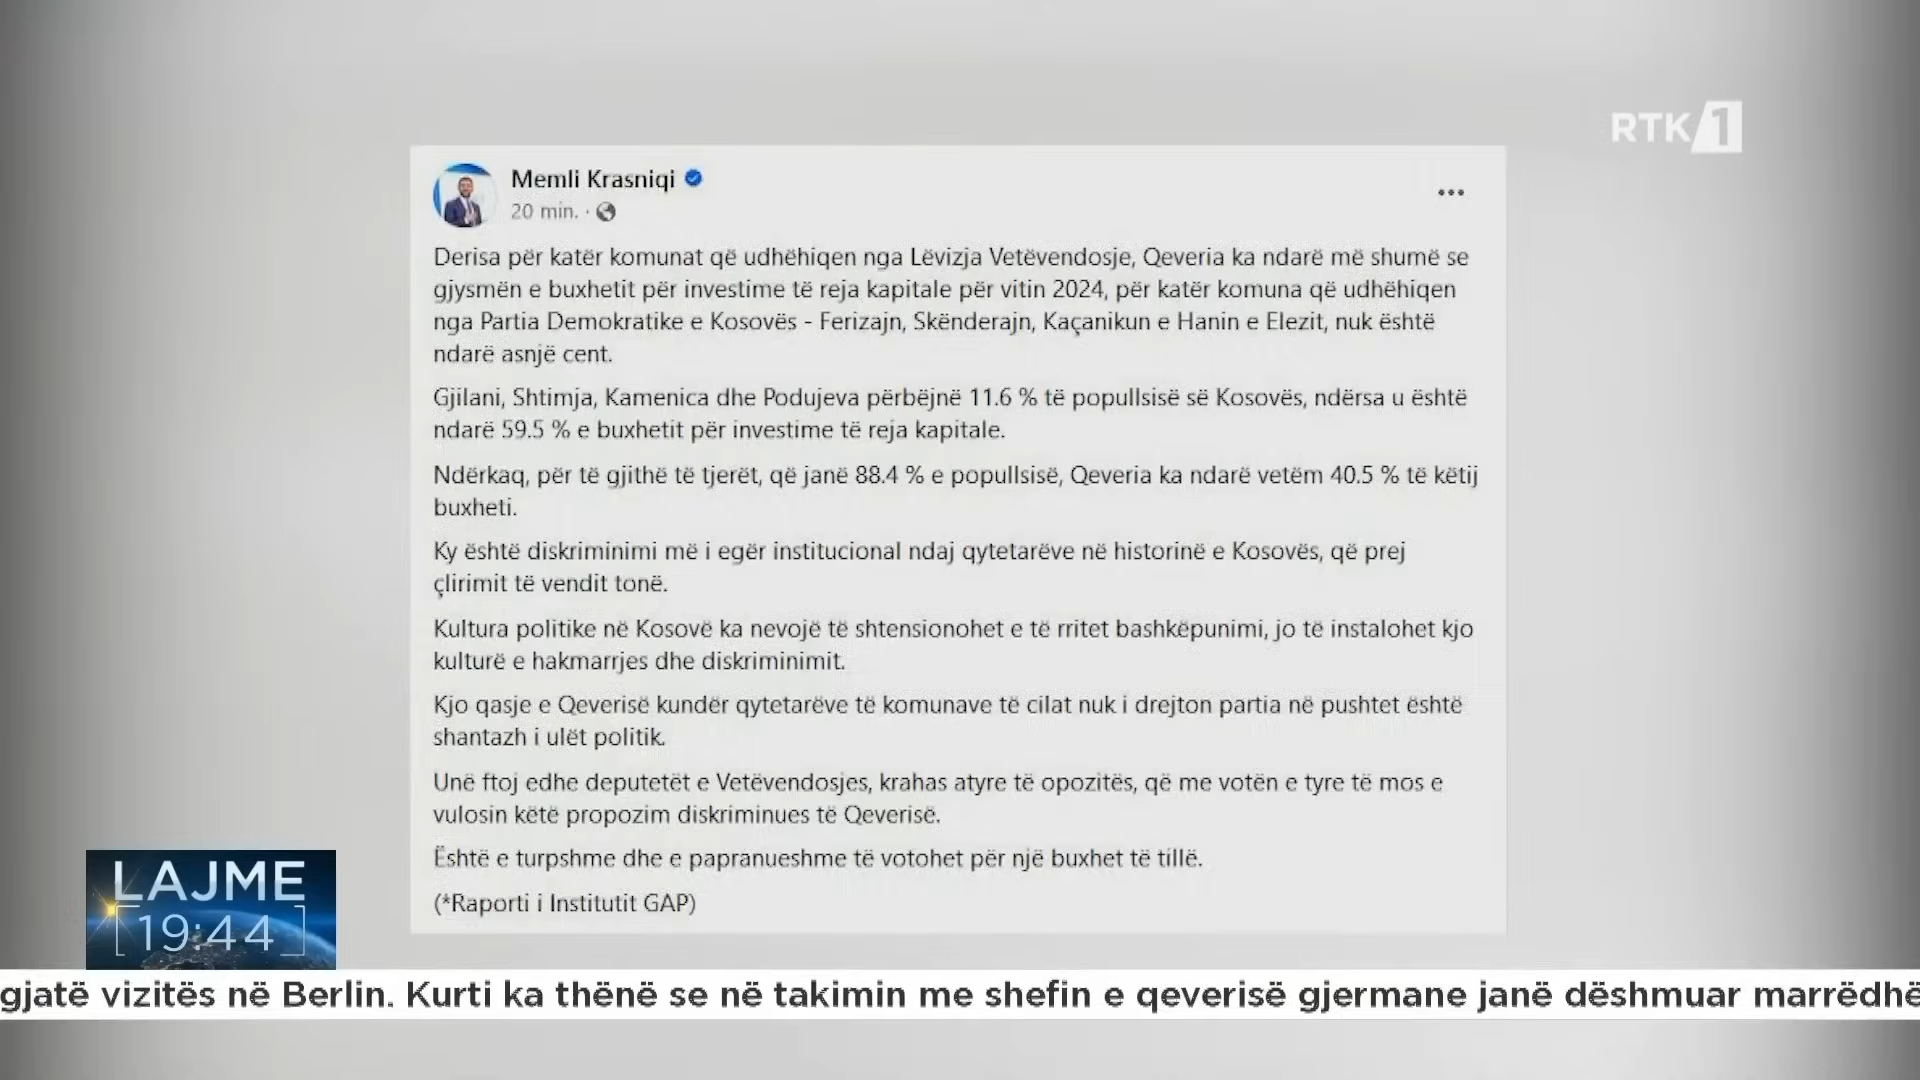 RTK 1
Memli Krasniqi
20 min. ·
Derisa për katër komunat që udhëhiqen nga Lëvizja Vetëvendosje, Qeveria ka ndarë më shumë se
gjysmën e buxhetit për investime të reja kapitale për vitin 2024, për katër komuna që udhëhiqen
nga Partia Demokratike e Kosovës - Ferizajn, Skënderajn, Kaçanikun e Hanin e Elezit, nuk është
ndarë asnjë cent.
Gjilani, Shtimja, Kamenica dhe Podujeva përbëjnë 11.6 % të popullsisë së Kosovës, ndërsa u është
ndarë 59.5 % e buxhetit për investime të reja kapitale.
Ndërkaq, për të gjithë të tjerët, që janë 88.4 % e popullsisë, Qeveria ka ndarë vetëm 40.5 % të këtij
buxheti.
Ky është diskriminimi më i egër institucional ndaj qytetarëve në historinë e Kosovës, që prej
çlirimit të vendit tonë.
Kultura politike në Kosovë ka nevojë të shtensionohet e të rritet bashkëpunimi, jo të instalohet kjo
kulturë e hakmarrjes dhe diskriminimit.
Kjo qasje e Qeverisë kundër qytetarëve të komunave të cilat nuk i drejton partia në pushtet është
shantazh i ulët politik.
Unë ftoj edhe deputetët e Vetëvendosjes, krahas atyre të opozitës, që me votën e tyre të mos e
vulosin këtë propozim diskriminues të Qeverisë.
Është e turpshme dhe e papranueshme të votohet për një buxhet të tillë.
(*Raporti i Institutit GAP)
LAJME
19:44
gjatë vizitës në Berlin. Kurti ka thënë se në takimin me shefin e qeverisë gjermane janë dëshmuar marrëdhë